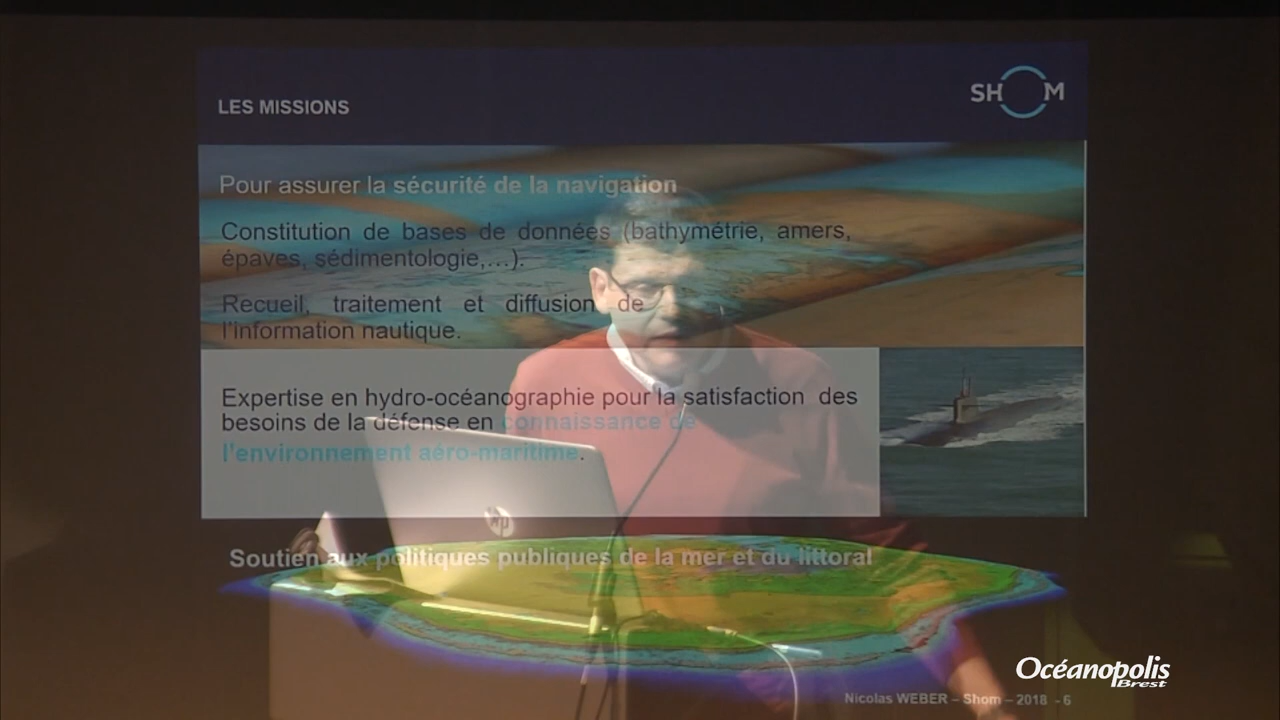 LES MISSIONS
SHOM
Pour assurer la sécurité de la navigation
Constitution de bases de données (bathymétrie, amers,
épaves, sédimentologie,...).
Recueil, traitement et diffusion de
l'information nautique.
Expertise en hydro-océanographie pour la satisfaction des
besoins de la défense en connaissance de
l'environnement aéro-maritime.
hp
Soutien aux politiques publiques de la mer et du littoral
Océanopolis
Brest
Nicolas WEBER – Shom – 2018 - 6